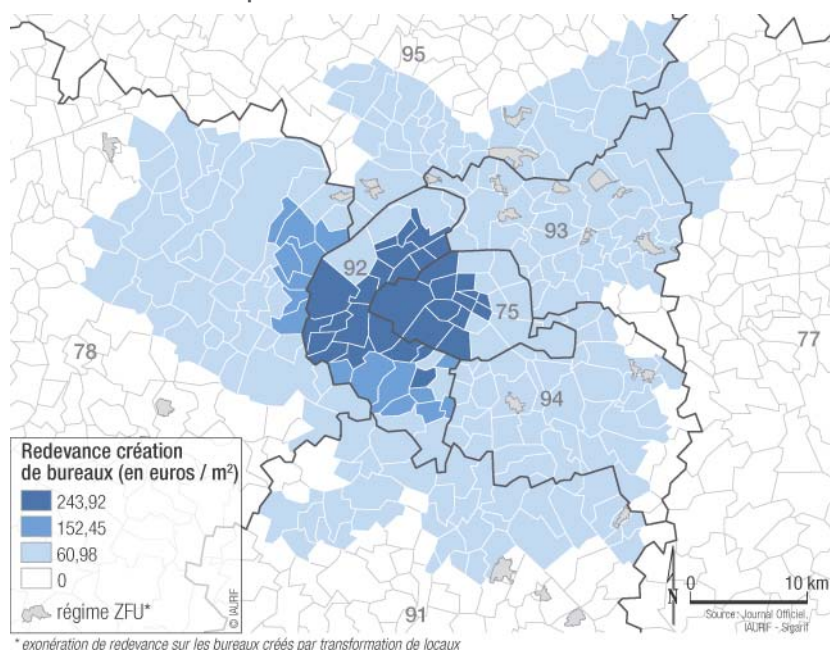 95
93
92
75
77
78
94
Redevance création
de bureaux (en euros / m²)
243,92
152,45
60,98
0
régime ZFU*
© IAURIF
91
N
0 10 km
Source : Journal Officiel,
IAURIF - Sigarif
* exonération de redevance sur les bureaux créés par transformation de locaux